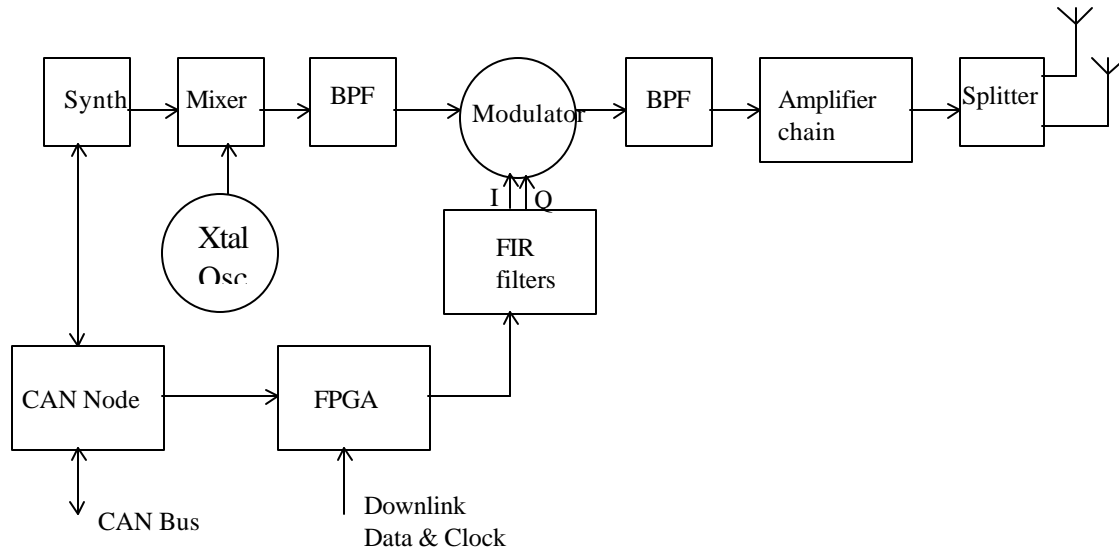 Synth
Mixer
BPF
Modulator
BPF
Amplifier
chain
Splitter
I
Q
Xtal
Osc
FIR
filters
CAN Node
FPGA
CAN Bus
Downlink
Data & Clock